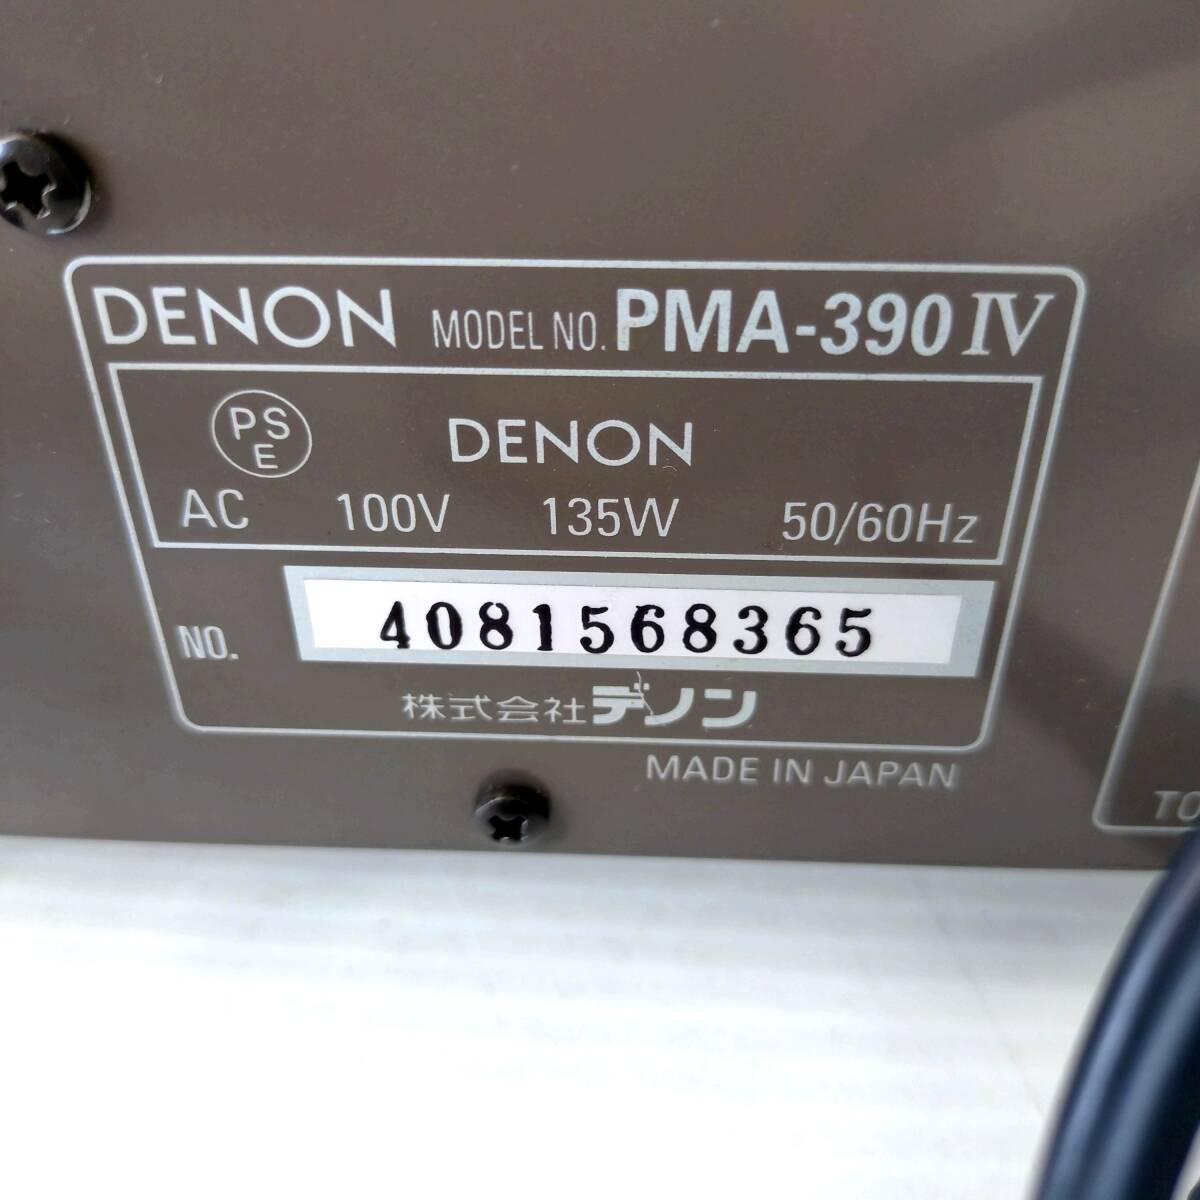 DENON MODEL NO. PMA-390 IV
PS
E
DENON
AC 100V 135W 50/60Hz
NO. 4081568365
株式会社デノン
MADE IN JAPAN